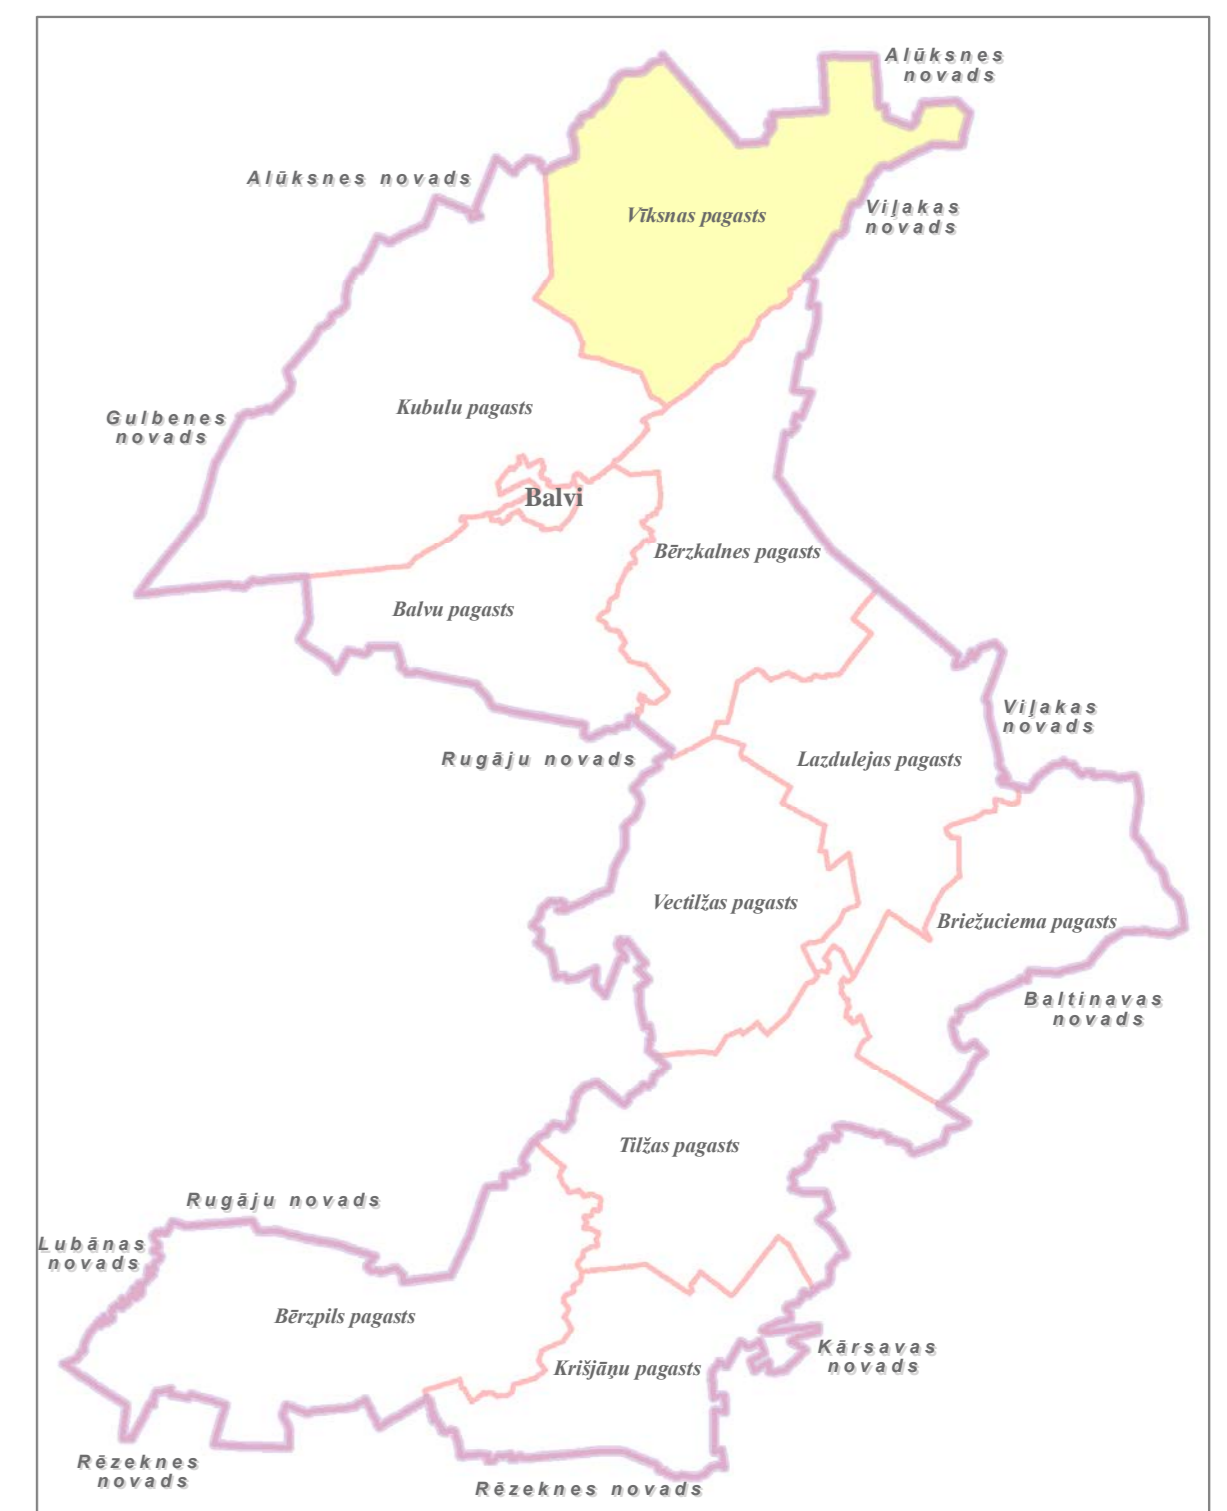 Alūksnes
novads
Alūksnes novads
Viļakas
novads
Vīksnas pagasts
Kubulu pagasts
Gulbenes
novads
Balvi
Bērzkalnes pagasts
Balvu pagasts
Viļakas
novads
Rugāju novads
Lazdulejas pagasts
Vectilžas pagasts
Briežuciema pagasts
Baltinavas
novads
Tilžas pagasts
Rugāju novads
Lubānas
novads
Bērzpils pagasts
Krišjāņu pagasts
Kārsavas
novads
Rēzeknes
novads
Rēzeknes novads